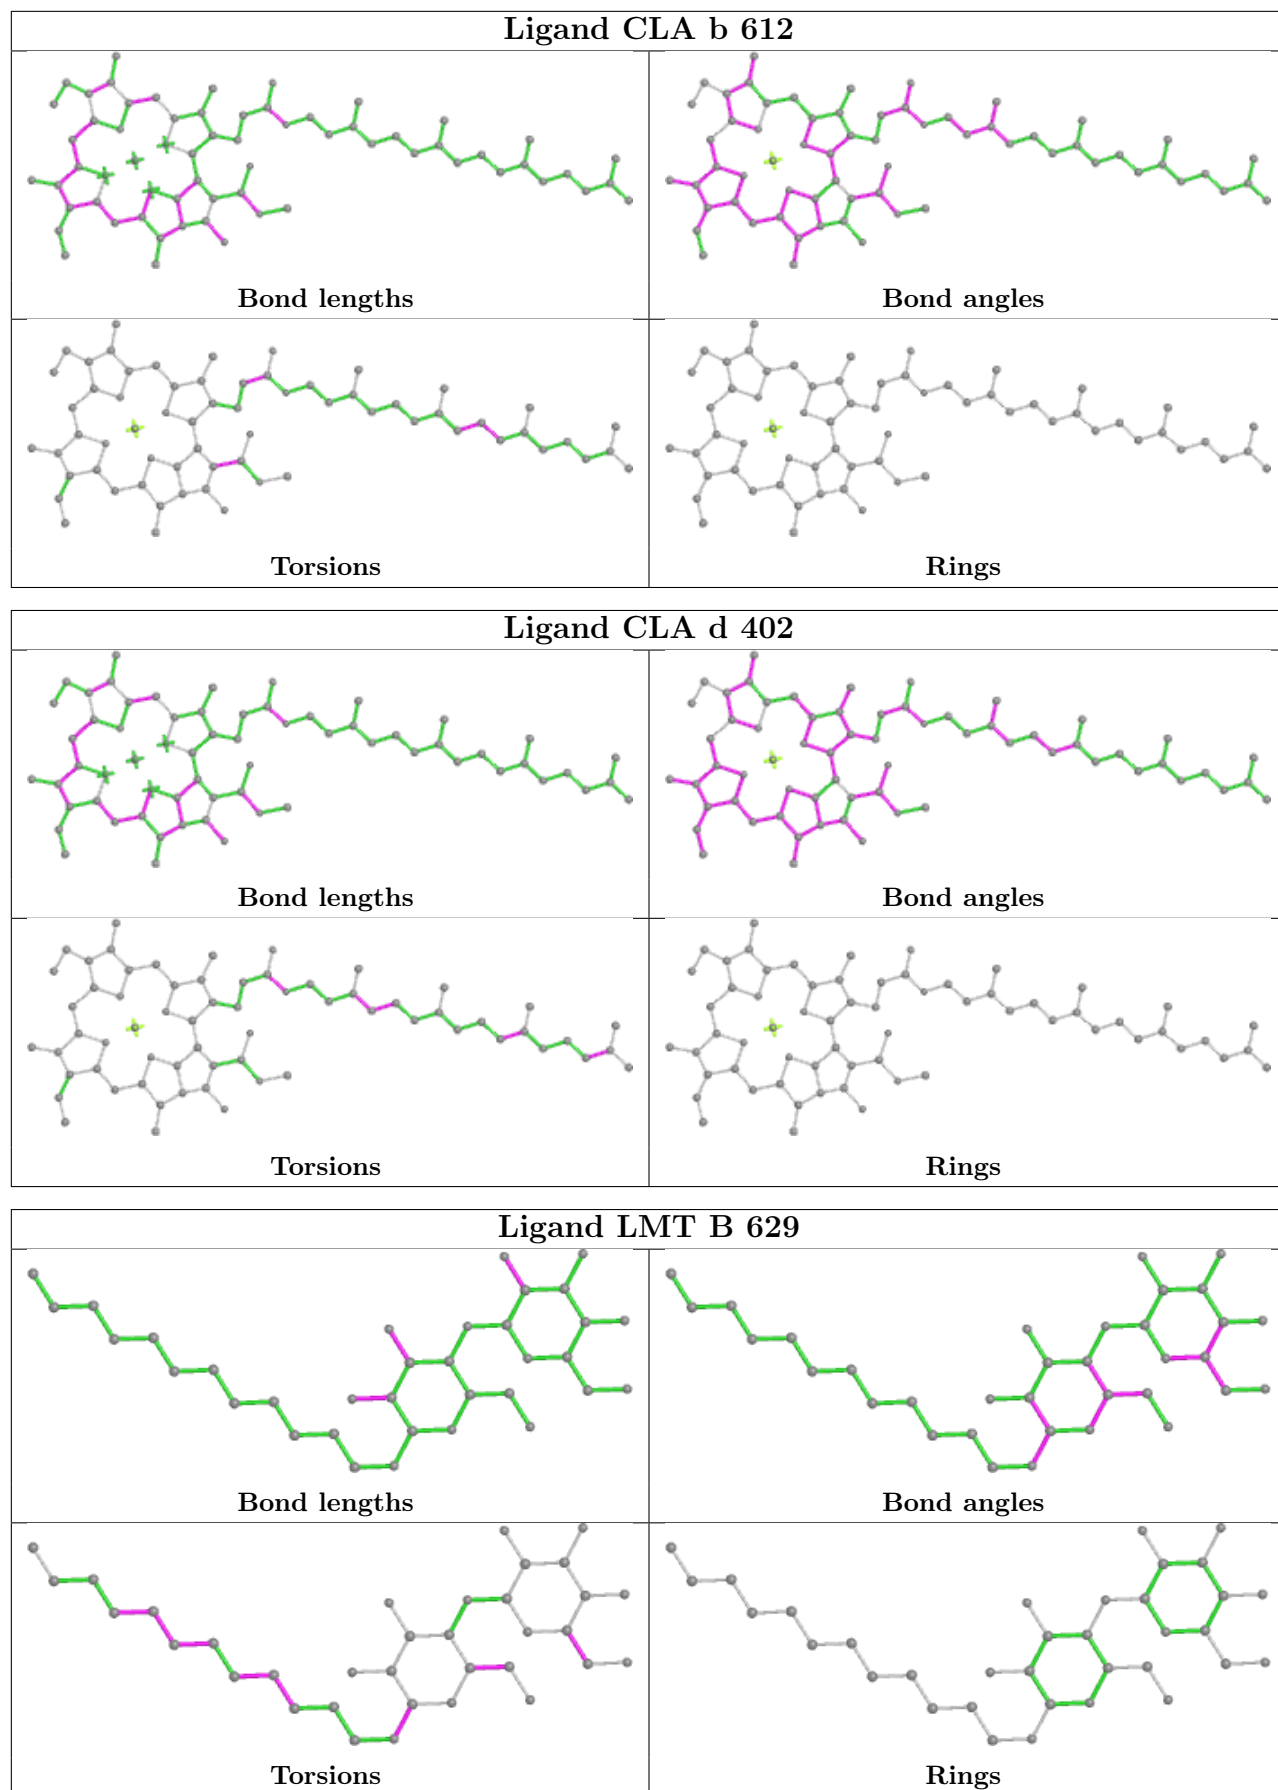 Ligand CLA b 612
Bond lengths
Bond angles
Torsions
Rings
Ligand CLA d 402
Bond lengths
Bond angles
Torsions
Rings
Ligand LMT B 629
Bond lengths
Bond angles
Torsions
Rings